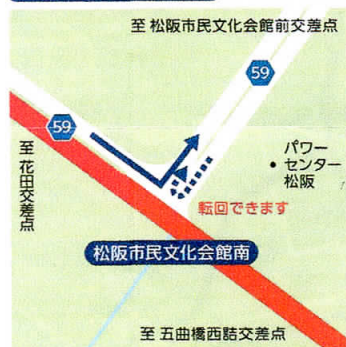 至 松阪市民文化会館前交差点
59
59
至 花田交差点
パワー
センター
松阪
転回できます
松阪市民文化会館南
至 五曲橋西詰交差点